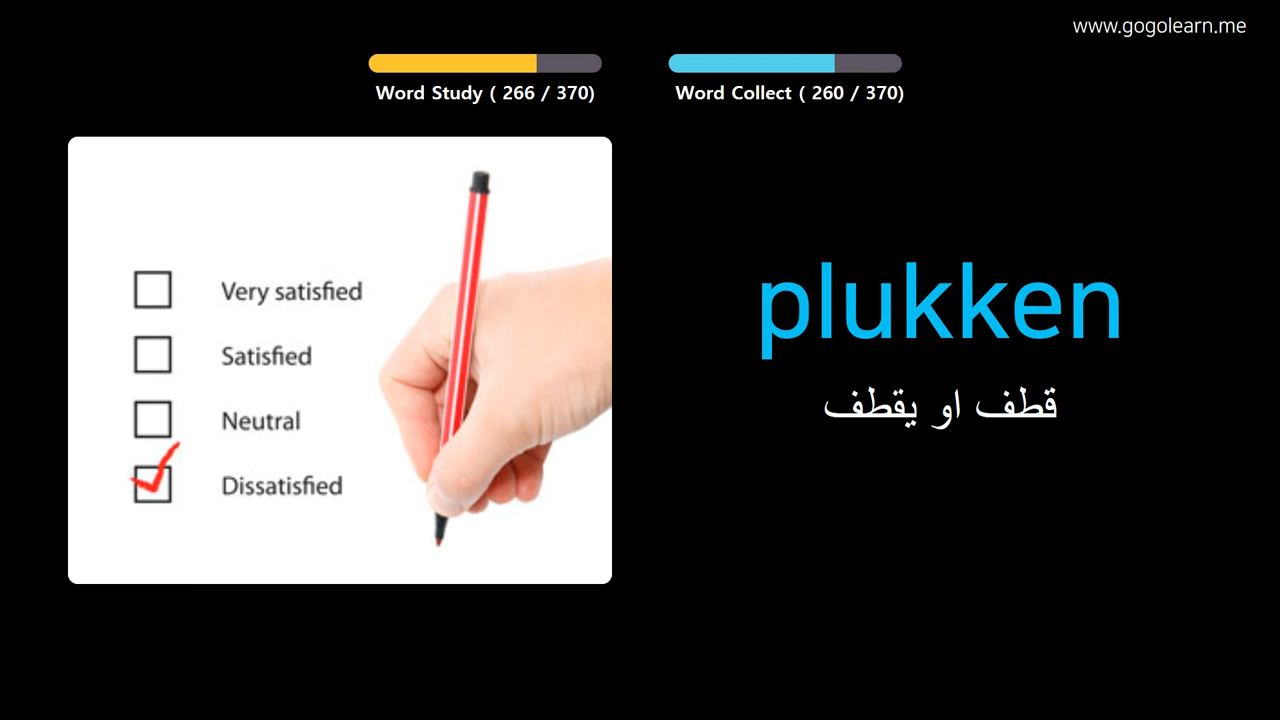 www.gogolearn.me
Word Study ( 266 / 370)
Word Collect ( 260 / 370)
Very satisfied
Satisfied
Neutral
Dissatisfied
plukken
قطف او يقطف